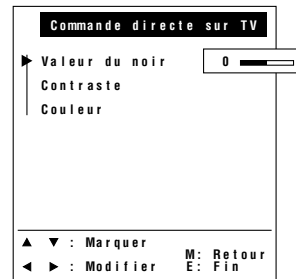 Commande directe sur TV
Valeur du noir 0
Contraste
Couleur
▲ ▼ : Marquer
M: Retour
◄ ► : Modifier E: Fin